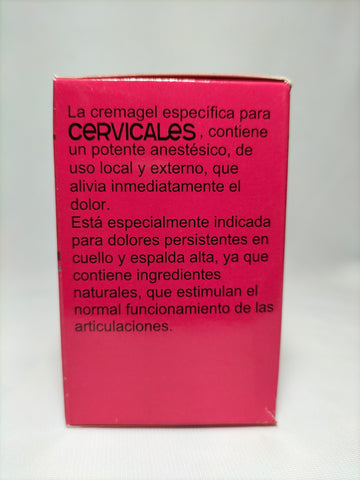 La cremagel específica para
CERVICALES, contiene
un potente anestésico, de
uso local y externo, que
alivia inmediatamente el
dolor.
Está especialmente indicada
para dolores persistentes en
cuello y espalda alta, ya que
contiene ingredientes
naturales, que estimulan el
normal funcionamiento de las
articulaciones.